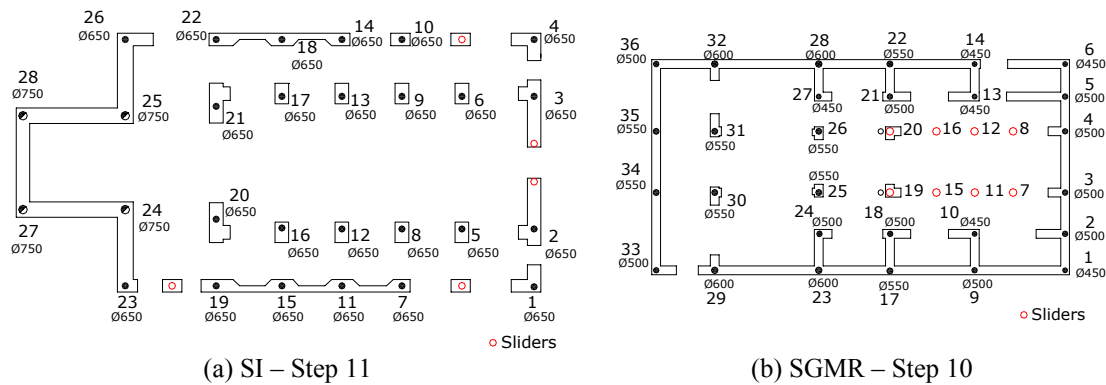 26 22 14 10 4
Ø650 Ø650 18 Ø650 Ø650 Ø650
Ø650
28
Ø750
25
Ø750
21
Ø650
17
Ø650
13
Ø650
9
Ø650
6
Ø650
3
Ø650
20
Ø650
24
Ø750
27
Ø750
16
Ø650
12
Ø650
8
Ø650
5
Ø650
2
Ø650
23 19 15 11 7 1
Ø650 Ø650 Ø650 Ø650 Ø650 Ø650
Sliders
(a) SI – Step 11
36 32 28 22 14 6
Ø500 Ø600 Ø600 Ø550 Ø450 Ø450
27
Ø450
21
Ø500
13
Ø450
5
Ø500
35
Ø550
31
Ø550
26
Ø550
20 16 12 8
4
Ø500
34
Ø550
30
Ø550
Ø550
25
19 15 11 7
3
Ø500
24
Ø500
18
Ø500
10
Ø450
2
Ø500
33
Ø500
1
Ø450
Ø600 Ø600 Ø550 Ø500
29 23 17 9
Sliders
(b) SGMR – Step 10